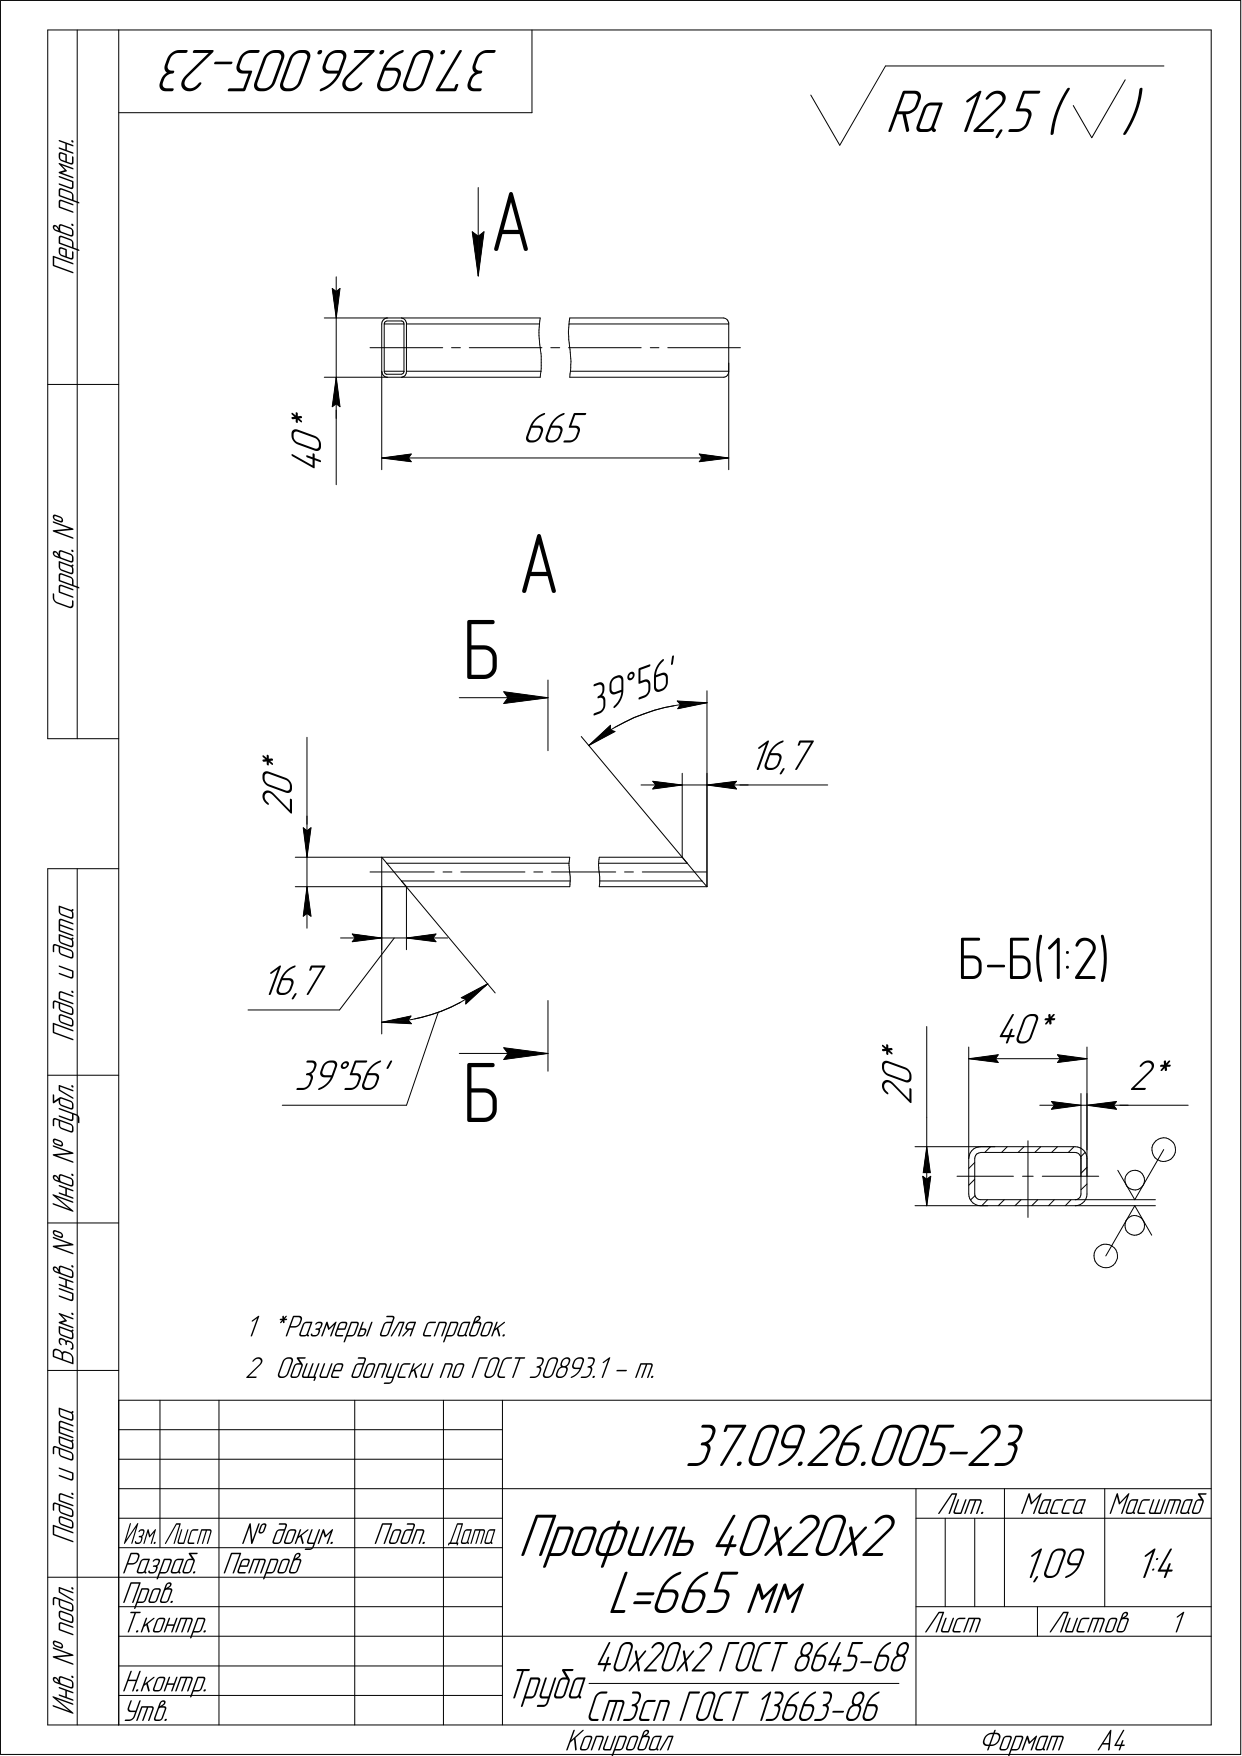 37.09.26.005-23
Ra 12,5 (√)
Перв. примен.
Справ. №
Подп. и дата
Инв. № дубл.
Взам. инв. №
Подп. и дата
Инв. № подл.
А
40*
665
А
Б
39°56'
16,7
20*
16,7
39°56'
Б
Б-Б(1:2)
40*
20*
2*
1 *Размеры для справок.
2 Общие допуски по ГОСТ 30893.1 - m.
37.09.26.005-23
Лит. Масса Масштаб
Изм. Лист № докум. Подп. Дата
Профиль 40x20x2
L=665 мм
1,09 1:4
Разраб. Петров
Пров.
Т.контр.
Лист Листов 1
Н.контр.
Утв.
Труба 40x20x2 ГОСТ 8645-68
Ст3сп ГОСТ 13663-86
Копировал Формат А4